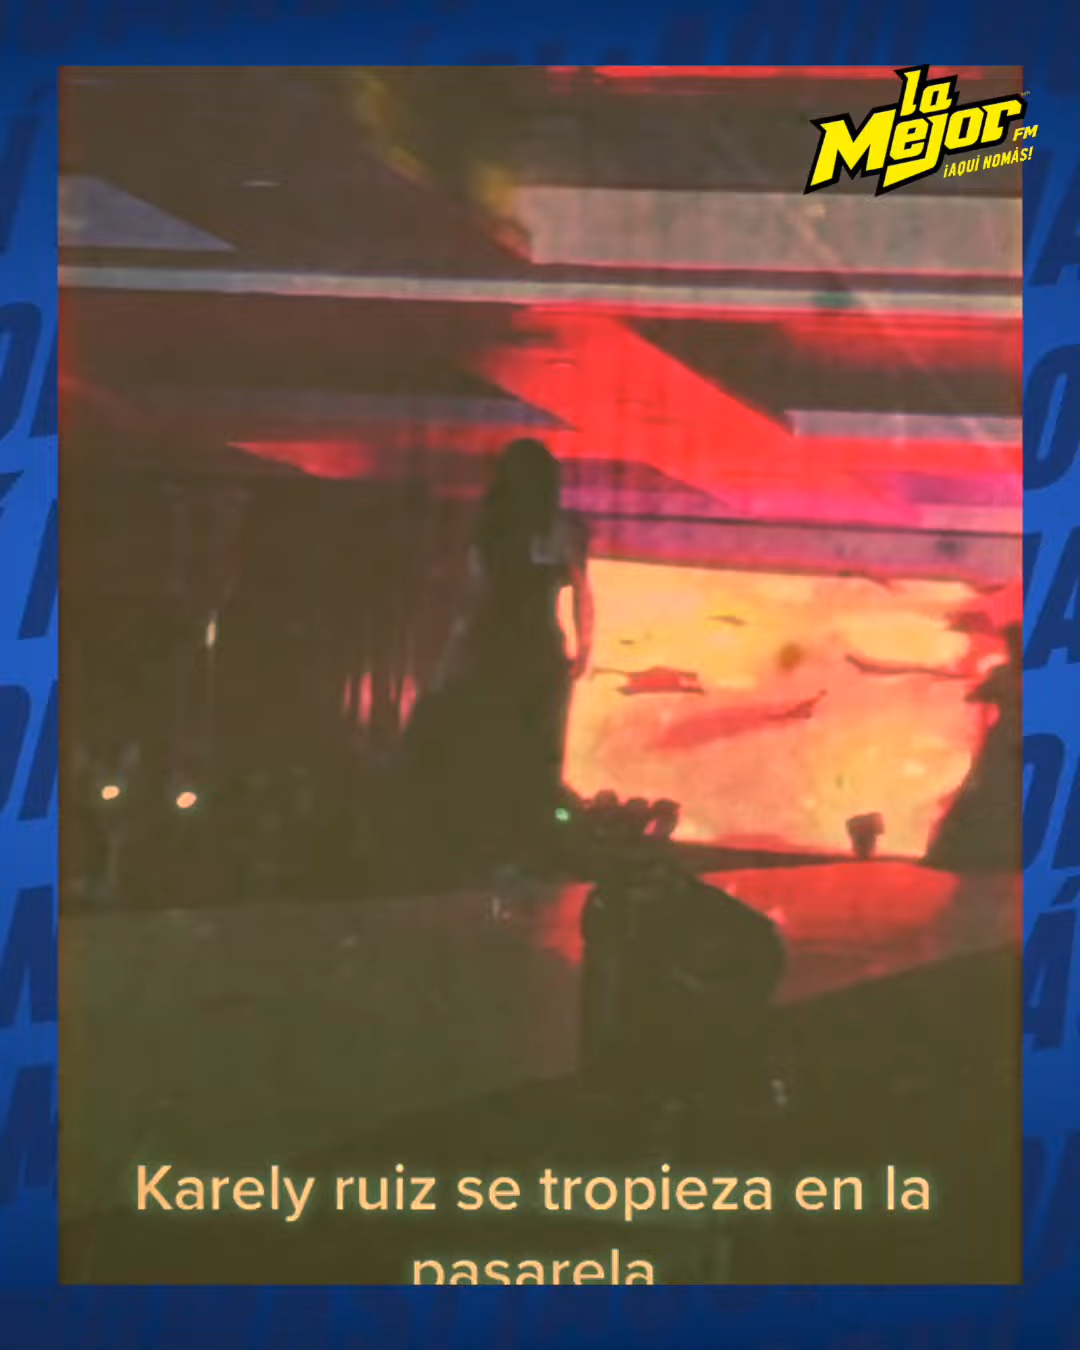 la
Mejor
FM
¡AQUÍ NOMÁS!
Karely ruiz se tropieza en la
pasarela